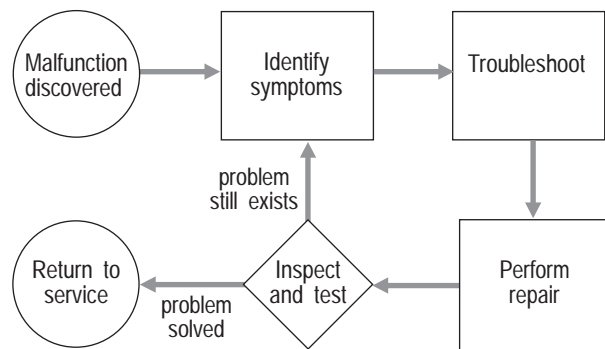 Malfunction
discovered
Identify
symptoms
Troubleshoot
problem
still exists
Return to
service
problem
solved
Inspect
and test
Perform
repair